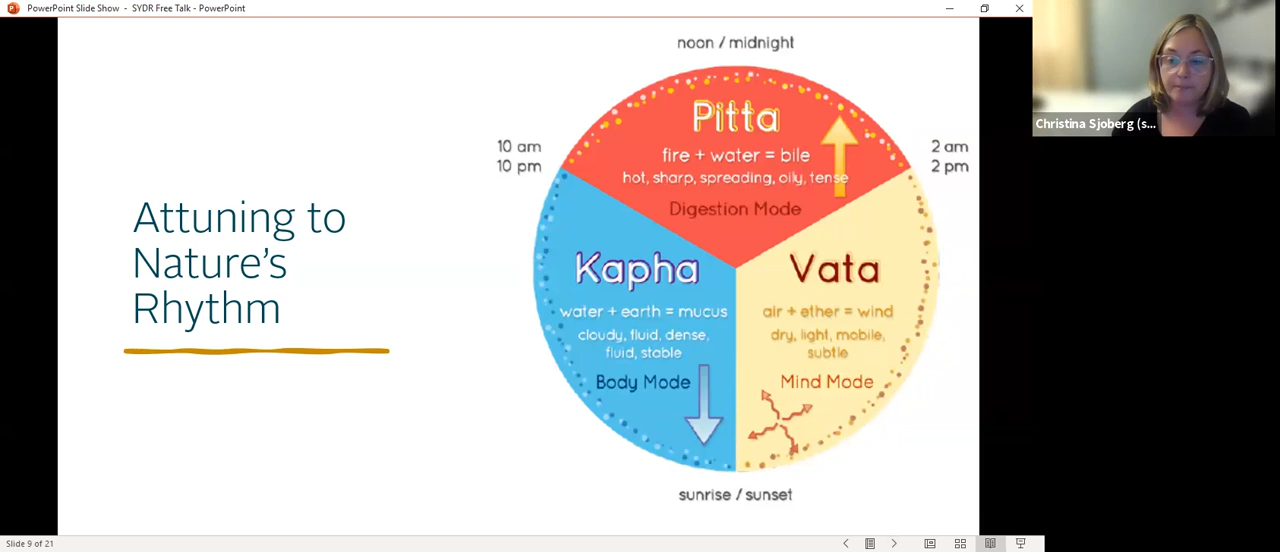 PowerPoint Slide Show - SYDR Free Talk - PowerPoint
Christina Sjoberg (s...
Attuning to
Nature's
Rhythm
noon / midnight
10 am
10 pm
2 am
2 pm
Pitta
fire + water = bile
hot, sharp, spreading, oily, tense
Digestion Mode
Kapha
water + earth = mucus
cloudy, fluid, dense,
fluid, stable
Body Mode
Vata
air + ether = wind
dry, light, mobile,
subtle
Mind Mode
sunrise / sunset
Slide 9 of 21